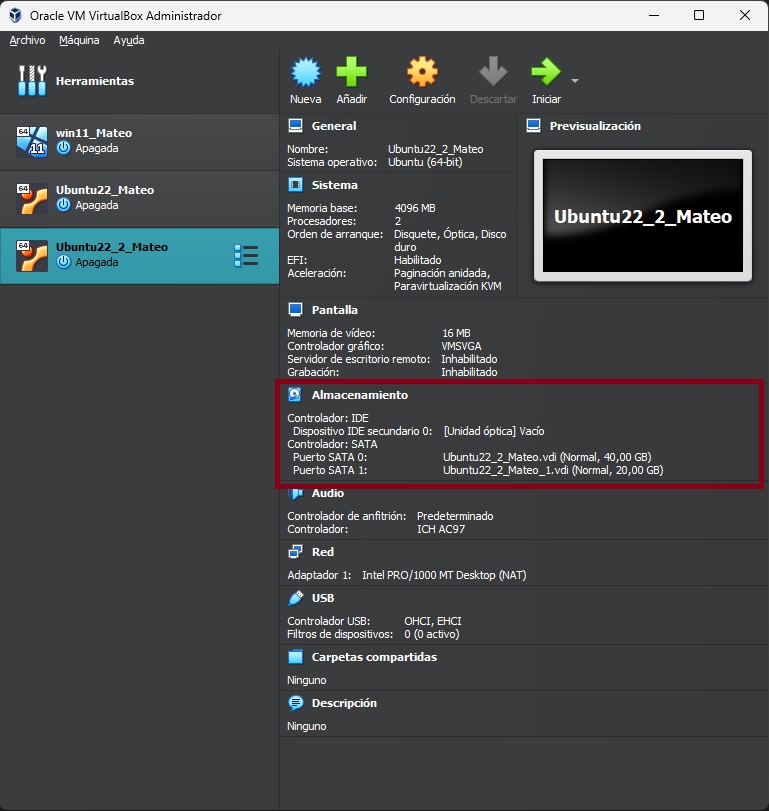 Oracle VM VirtualBox Administrador
Archivo Máquina Ayuda
Herramientas
64
11
win11_Mateo
Apagada
64
Ubuntu22_Mateo
Apagada
64
Ubuntu22_2_Mateo
Apagada
Nueva Añadir Configuración Descartar Iniciar
General
Nombre: Ubuntu22_2_Mateo
Sistema operativo: Ubuntu (64-bit)
Sistema
Memoria base: 4096 MB
Procesadores: 2
Orden de arranque: Disquete, Óptica, Disco
duro
EFI: Habilitado
Aceleración: Paginación anidada,
Paravirtualización KVM
Previsualización
Ubuntu22_2_Mateo
Pantalla
Memoria de vídeo: 16 MB
Controlador gráfico: VMSVGA
Servidor de escritorio remoto: Inhabilitado
Grabación: Inhabilitado
Almacenamiento
Controlador: IDE
Dispositivo IDE secundario 0: [Unidad óptica] Vacío
Controlador: SATA
Puerto SATA 0: Ubuntu22_2_Mateo.vdi (Normal, 40,00 GB)
Puerto SATA 1: Ubuntu22_2_Mateo_1.vdi (Normal, 20,00 GB)
Audio
Controlador de anfitrión: Predeterminado
Controlador: ICH AC97
Red
Adaptador 1: Intel PRO/1000 MT Desktop (NAT)
USB
Controlador USB: OHCI, EHCI
Filtros de dispositivos: 0 (0 activo)
Carpetas compartidas
Ninguno
Descripción
Ninguno